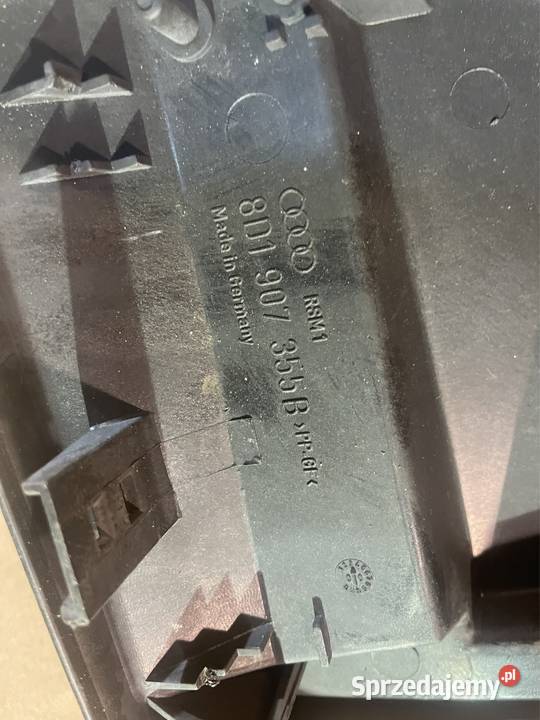 RSM1
8D1 907 355B >PP-GF<
Made in Germany
Sprzedajemy.pl